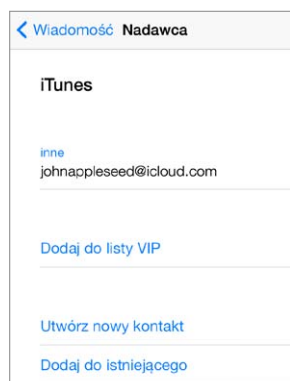 Wiadomość Nadawca
iTunes
inne
johnappleseed@icloud.com
Dodaj do listy VIP
Utwórz nowy kontakt
Dodaj do istniejącego